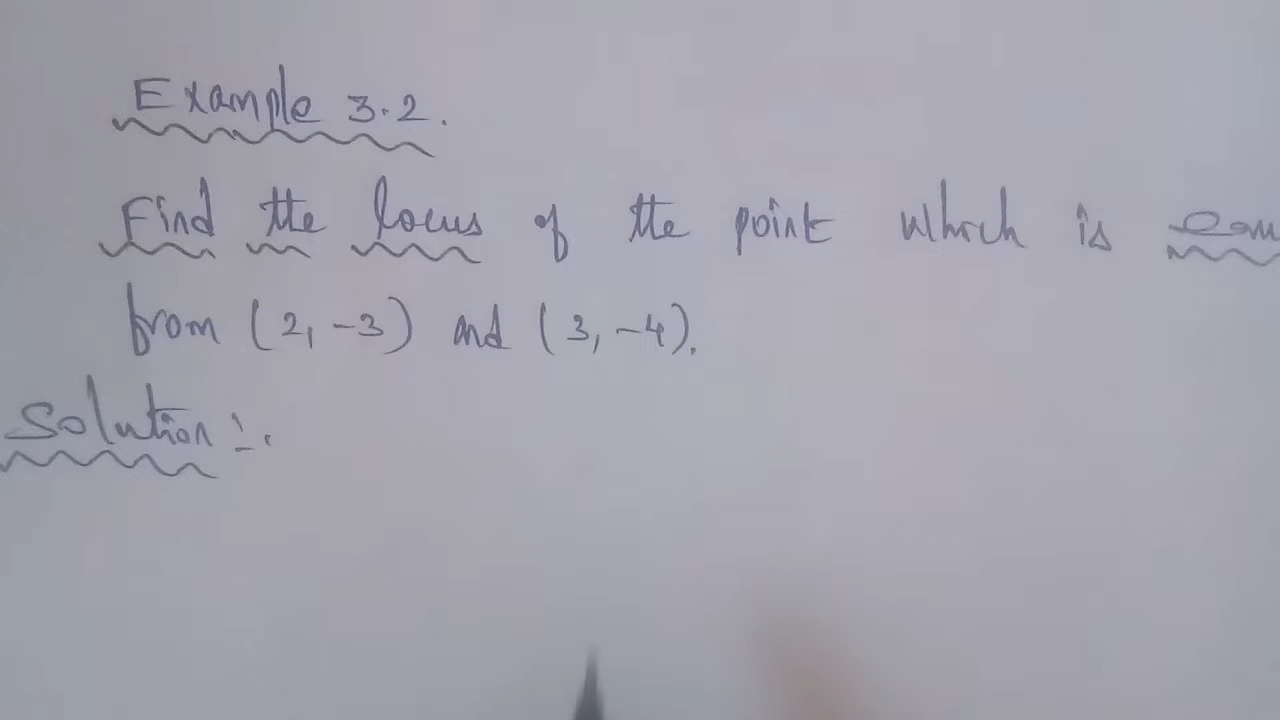 Example 3.2.
Find the locus of the point which is
from (2, -3) and (3, -4).
Solution:-